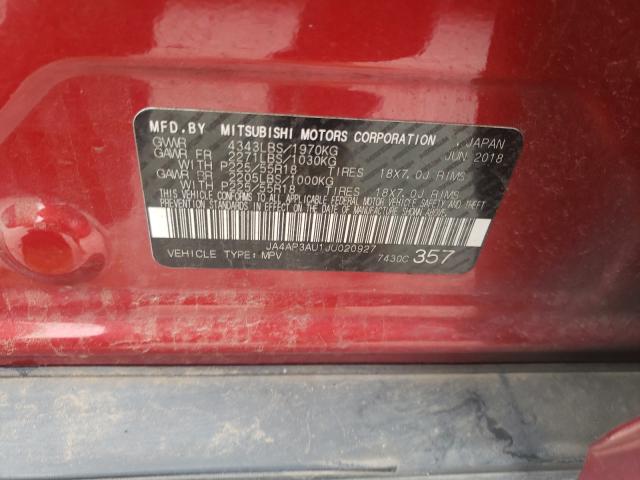 MFD.BY MITSUBISHI MOTORS CORPORATION , JAPAN
GVWR 4343LBS/1970KG JUN 2018
GAWR FR 2271LBS/1030KG
WITH P225/55R18 TIRES 18X7.0J RIMS
GAWR RR 2205LBS/1000KG
WITH P225/55R18 TIRES 18X7.0J RIMS
THIS VEHICLE CONFORMS TO ALL APPLICABLE FEDERAL MOTOR VEHICLE SAFETY AND THEFT
PREVENTION STANDARDS IN EFFECT ON THE DATE OF MANUFACTURE SHOWN ABOVE.
JA4AP3AU1JU020927
VEHICLE TYPE: MPV 7430C 357